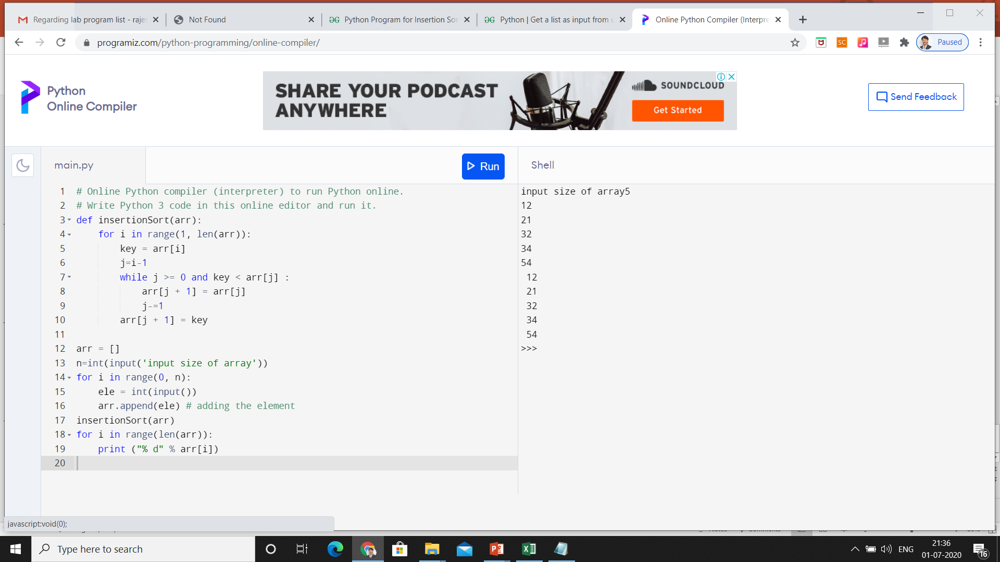 Regarding lab program list - raje
Not Found
Python Program for Insertion Sor
Python | Get a list as input from u
Online Python Compiler (Interpre
programiz.com/python-programming/online-compiler/
SC
Paused
Python
Online Compiler
SHARE YOUR PODCAST
ANYWHERE
SOUNDCLOUD
Get Started
Send Feedback
main.py
Run
Shell
1 # Online Python compiler (interpreter) to run Python online.
2 # Write Python 3 code in this online editor and run it.
3 def insertionSort(arr):
4     for i in range(1, len(arr)):
5         key = arr[i]
6         j=i-1
7         while j >= 0 and key < arr[j] :
8             arr[j + 1] = arr[j]
9             j-=1
10         arr[j + 1] = key
11
12 arr = []
13 n=int(input('input size of array'))
14 for i in range(0, n):
15     ele = int(input())
16     arr.append(ele) # adding the element
17 insertionSort(arr)
18 for i in range(len(arr)):
19     print ("% d" % arr[i])
20
input size of array5
12
21
32
34
54
 12
 21
 32
 34
 54
>>>
javascript:void(0);
Type here to search
ENG
21:36
01-07-2020
16